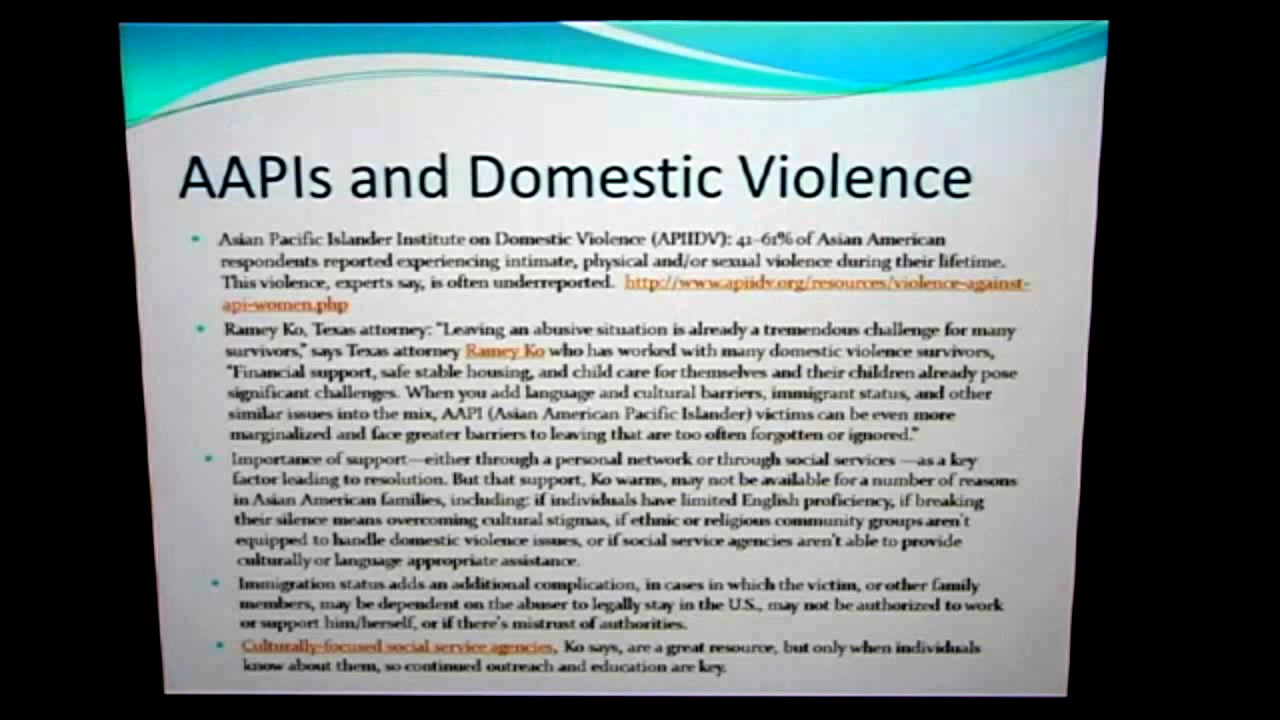 AAPIs and Domestic Violence
• Asian Pacific Islander Institute on Domestic Violence (APIIDV): 41-61% of Asian American
respondents reported experiencing intimate, physical and/or sexual violence during their lifetime.
This violence, experts say, is often underreported. http://www.apiidv.org/resources/violence-against-
api-women.php
• Ramey Ko, Texas attorney: "Leaving an abusive situation is already a tremendous challenge for many
survivors," says Texas attorney Ramey Ko who has worked with many domestic violence survivors,
"Financial support, safe stable housing, and child care for themselves and their children already pose
significant challenges. When you add language and cultural barriers, immigrant status, and other
similar issues into the mix, AAPI (Asian American Pacific Islander) victims can be even more
marginalized and face greater barriers to leaving that are too often forgotten or ignored."
• Importance of support—either through a personal network or through social services —as a key
factor leading to resolution. But that support, Ko warns, may not be available for a number of reasons
in Asian American families, including: if individuals have limited English proficiency, if breaking
their silence means overcoming cultural stigmas, if ethnic or religious community groups aren't
equipped to handle domestic violence issues, or if social service agencies aren't able to provide
culturally or language appropriate assistance.
• Immigration status adds an additional complication, in cases in which the victim, or other family
members, may be dependent on the abuser to legally stay in the U.S., may not be authorized to work
or support him/herself, or if there's mistrust of authorities.
• Culturally-focused social service agencies, Ko says, are a great resource, but only when individuals
know about them, so continued outreach and education are key.